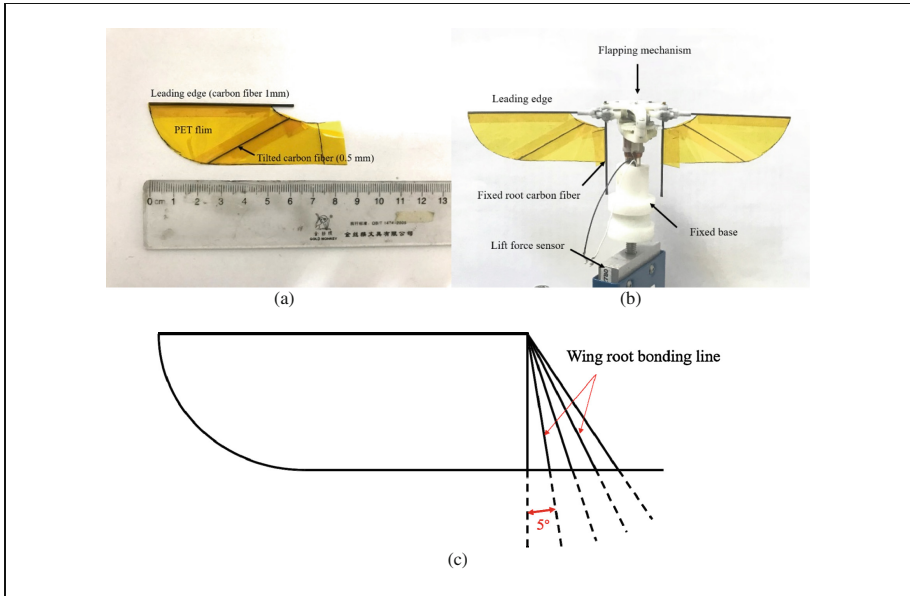 Flapping mechanism
Leading edge (carbon fiber 1mm)
Leading edge
PET flim
Tilted carbon fiber (0.5 mm)
0 cm 1 2 3 4 5 6 7 8 9 10 11 12 13
Fixed root carbon fiber
Fixed base
Lift force sensor
(a)
(b)
Wing root bonding line
5°
(c)